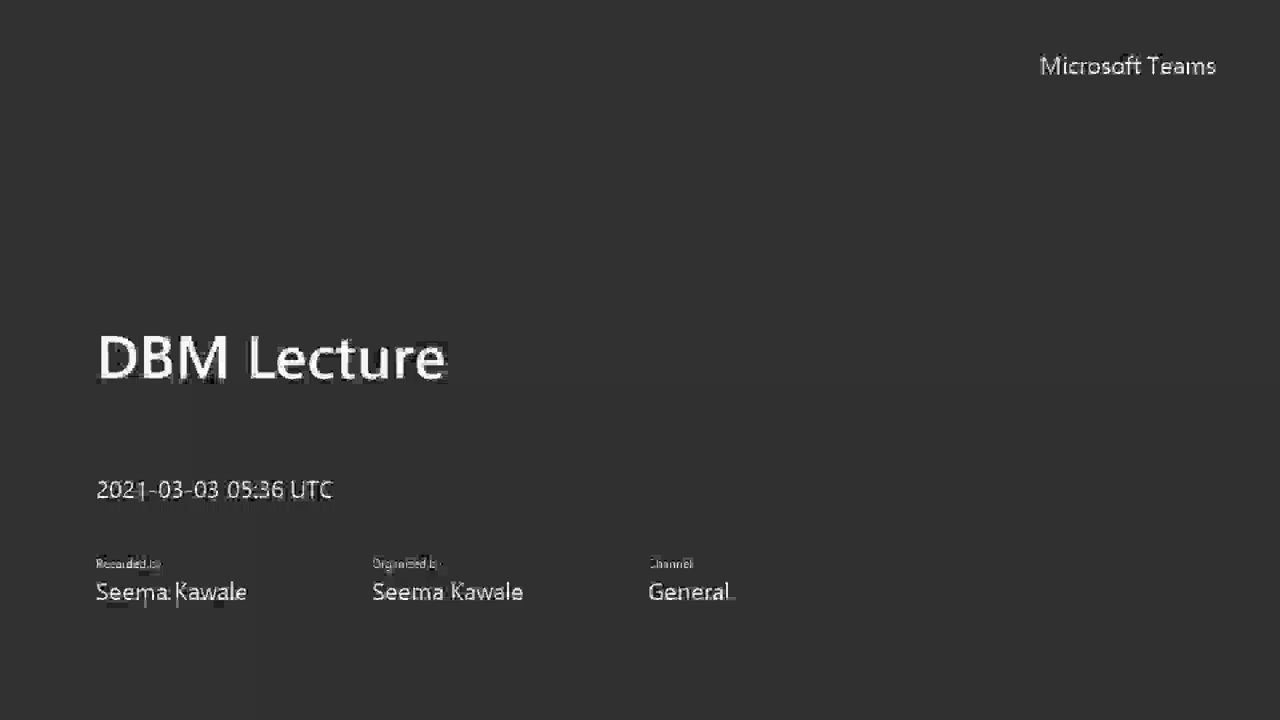 Microsoft Teams
DBM Lecture
2021-03-03 05:36 UTC
Recorded by Organized by Channel
Seema Kawale Seema Kawale General